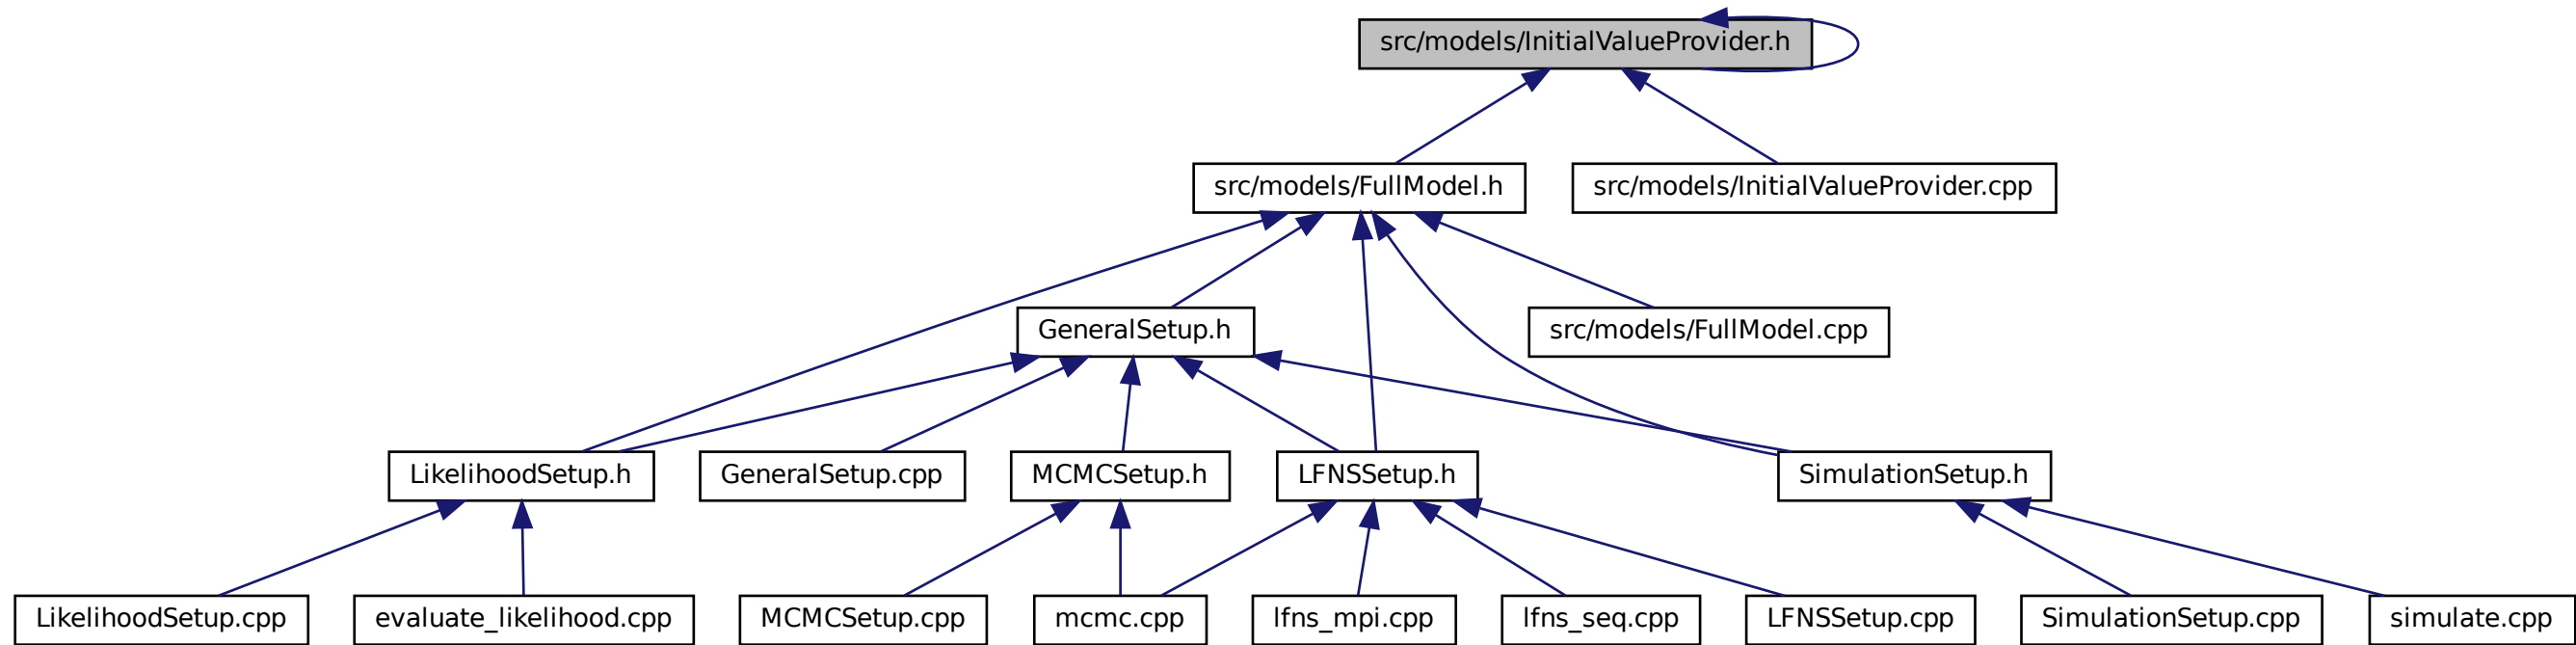 src/models/InitialValueProvider.h
src/models/FullModel.h
src/models/InitialValueProvider.cpp
GeneralSetup.h
src/models/FullModel.cpp
LikelihoodSetup.h
GeneralSetup.cpp
MCMCSetup.h
LFNSSetup.h
SimulationSetup.h
LikelihoodSetup.cpp
evaluate_likelihood.cpp
MCMCSetup.cpp
mcmc.cpp
lfns_mpi.cpp
lfns_seq.cpp
LFNSSetup.cpp
SimulationSetup.cpp
simulate.cpp